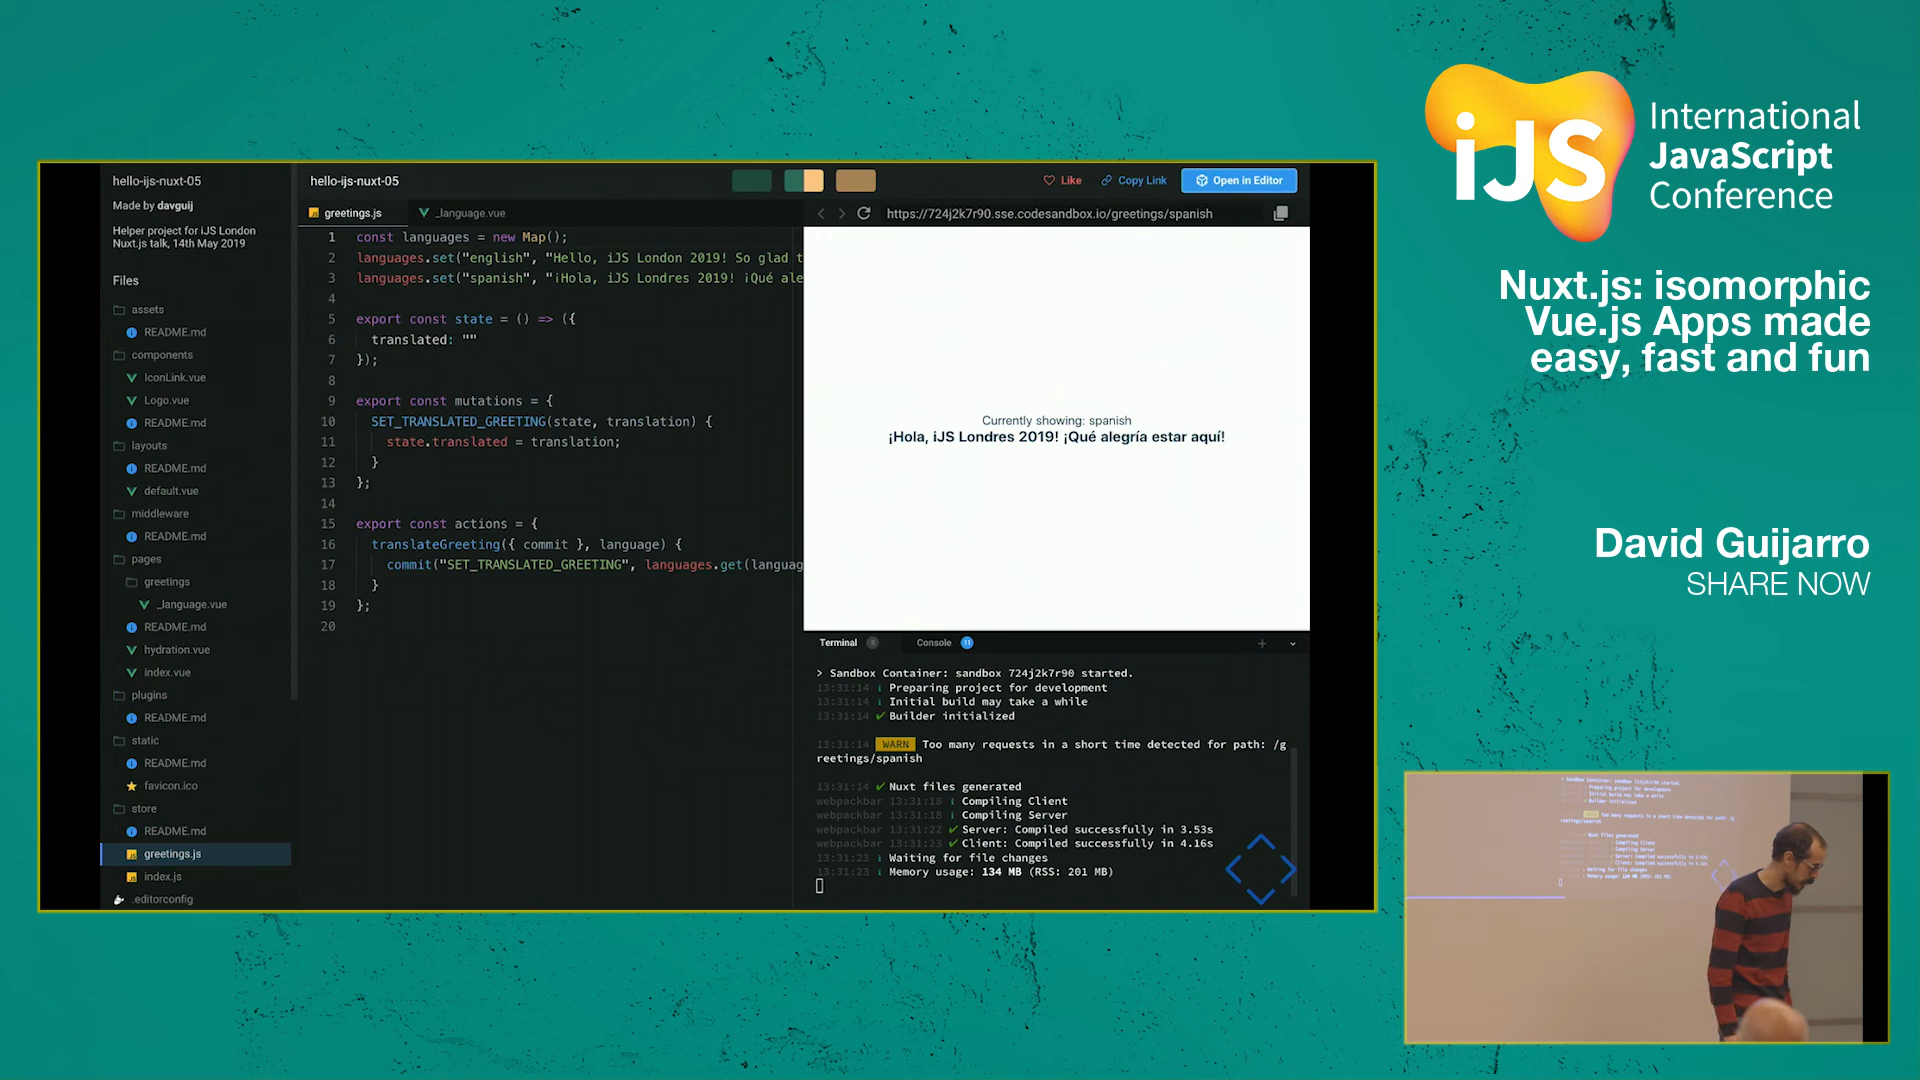 hello-ijs-nuxt-05
Made by davguij
Helper project for iJS London
Nuxt.js talk, 14th May 2019
Files
assets
README.md
components
IconLink.vue
Logo.vue
README.md
layouts
README.md
default.vue
middleware
README.md
pages
greetings
_language.vue
README.md
hydration.vue
index.vue
plugins
README.md
static
README.md
favicon.ico
store
README.md
greetings.js
index.js
.editorconfig
hello-ijs-nuxt-05
Like
Copy Link
Open in Editor
greetings.js
_language.vue
1 const languages = new Map();
2 languages.set("english", "Hello, iJS London 2019! So glad t
3 languages.set("spanish", "¡Hola, iJS Londres 2019! ¡Qué ale
4
5 export const state = () => ({
6 translated: ""
7 });
8
9 export const mutations = {
10 SET_TRANSLATED_GREETING(state, translation) {
11 state.translated = translation;
12 }
13 };
14
15 export const actions = {
16 translateGreeting({ commit }, language) {
17 commit("SET_TRANSLATED_GREETING", languages.get(languag
18 }
19 };
20
https://724j2k7r90.sse.codesandbox.io/greetings/spanish
Currently showing: spanish
¡Hola, iJS Londres 2019! ¡Qué alegría estar aquí!
Terminal
Console 11
> Sandbox Container: sandbox 724j2k7r90 started.
13:31:14 i Preparing project for development
13:31:14 i Initial build may take a while
13:31:14 ✔ Builder initialized
13:31:14 WARN Too many requests in a short time detected for path: /g
reetings/spanish
13:31:14 ✔ Nuxt files generated
webpackbar 13:31:18 i Compiling Client
webpackbar 13:31:18 i Compiling Server
webpackbar 13:31:22 ✔ Server: Compiled successfully in 3.53s
webpackbar 13:31:23 ✔ Client: Compiled successfully in 4.16s
13:31:23 i Waiting for file changes
13:31:23 i Memory usage: 134 MB (RSS: 201 MB)
iJS
International
JavaScript
Conference
Nuxt.js: isomorphic
Vue.js Apps made
easy, fast and fun
David Guijarro
SHARE NOW